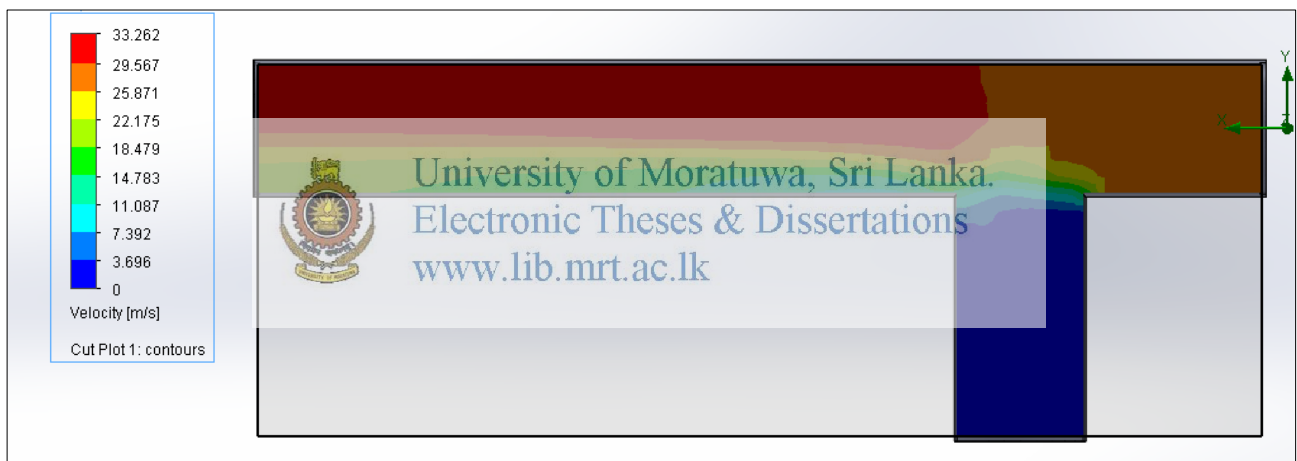 33.262
29.567
25.871
22.175
18.479
14.783
11.087
7.392
3.696
0
Velocity [m/s]
Cut Plot 1: contours
Y
X
Z
University of Moratuwa, Sri Lanka.
Electronic Theses & Dissertations
www.lib.mrt.ac.lk